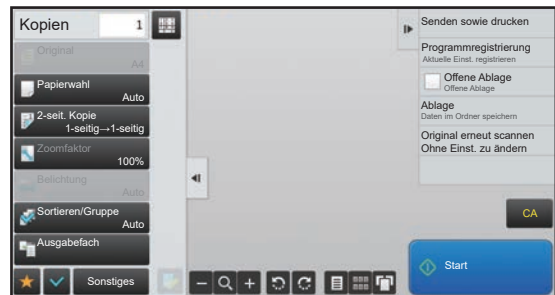 Kopien 1
Original
A4
Papierwahl
Auto
2-seit. Kopie
1-seitig→1-seitig
Zoomfaktor
100%
Belichtung
Auto
Sortieren/Gruppe
Auto
Ausgabefach
Sonstiges
Senden sowie drucken
Programmregistrierung
Aktuelle Einst. registrieren
Offene Ablage
Offene Ablage
Ablage
Daten im Ordner speichern
Original erneut scannen
Ohne Einst. zu ändern
CA
Start